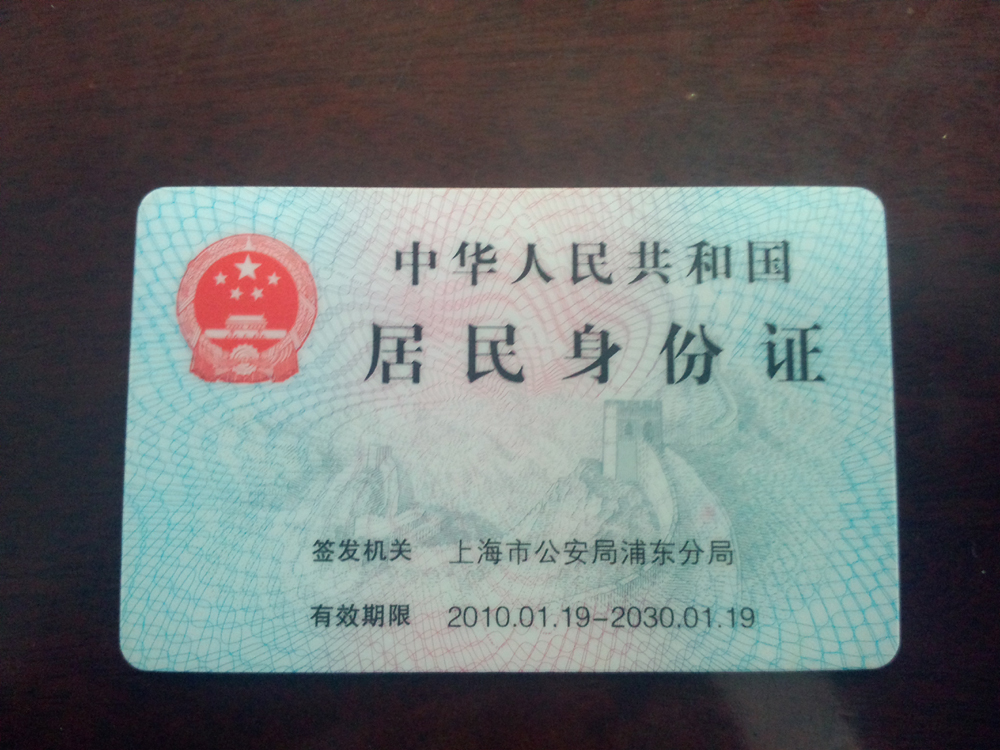 中华人民共和国
居民身份证
签发机关 上海市公安局浦东分局
有效期限 2010.01.19-2030.01.19